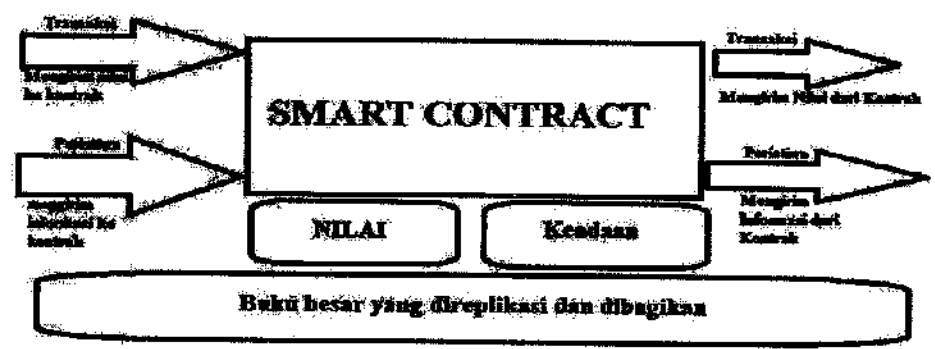 Transaksi
Mengirim nilai
ke kontrak
Peristiwa
mengirim
informasi ke
kontrak
SMART CONTRACT
NILAI
Keadaan
Transaksi
Mengirim Nilai dari Kontrak
Peristiwa
Mengirim
Informasi dari
Kontrak
Buku besar yang direplikasi dan dibagikan